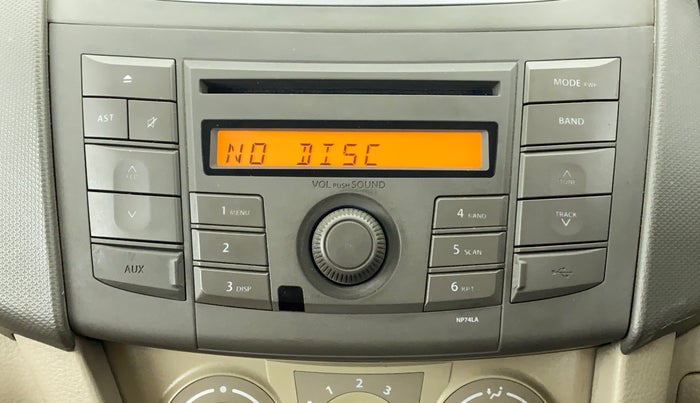 MODE
AST
BAND
NO DISC
VOL PUSH SOUND
1 MENU
4 RAND
TRACK
2
5 SCAN
AUX
3 DISP
6 RPT
NP74LA
1 2 3